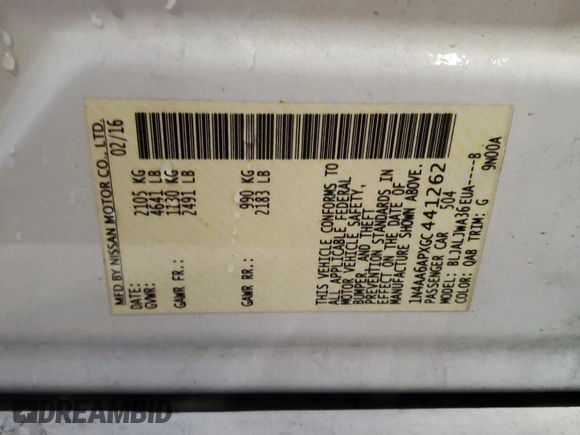 MFD BY NISSAN MOTOR CO., LTD.
02/16
GVWR: 2105 KG
4641 LB
GAWR FR: 1130 KG
2491 LB
GAWR RR: 990 KG
2183 LB
THIS VEHICLE CONFORMS TO
ALL APPLICABLE FEDERAL
MOTOR VEHICLE SAFETY,
BUMPER, AND THEFT
PREVENTION STANDARDS IN
EFFECT ON THE DATE OF
MANUFACTURE SHOWN ABOVE.
1N4AA6APXGC441262
PASSENGER CAR 504
MODEL: BLJALJWA36EUA----B
COLOR: QAB TRIM: G 9N00A
DREAMBID